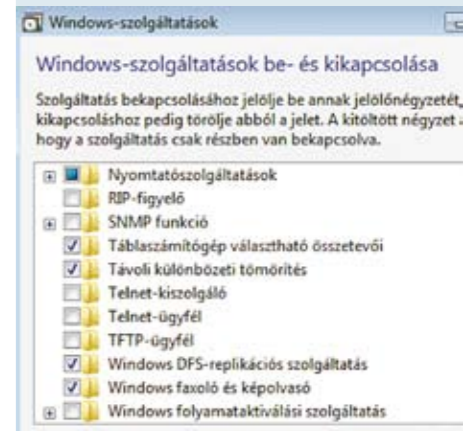 Windows-szolgáltatások
Windows-szolgáltatások be- és kikapcsolása
Szolgáltatás bekapcsolásához jelölje be annak jelölőnégyzetét,
kikapcsoláshoz pedig törölje abból a jelet. A kitöltött négyzet
hogy a szolgáltatás csak részben van bekapcsolva.
Nyomtatószolgáltatások
RIP-figyelő
SNMP funkció
Táblaszámítógép választható összetevői
Távoli különbözeti tömörítés
Telnet-kiszolgáló
Telnet-ügyfél
TFTP-ügyfél
Windows DFS-replikációs szolgáltatás
Windows faxoló és képolvasó
Windows folyamataktiválási szolgáltatás